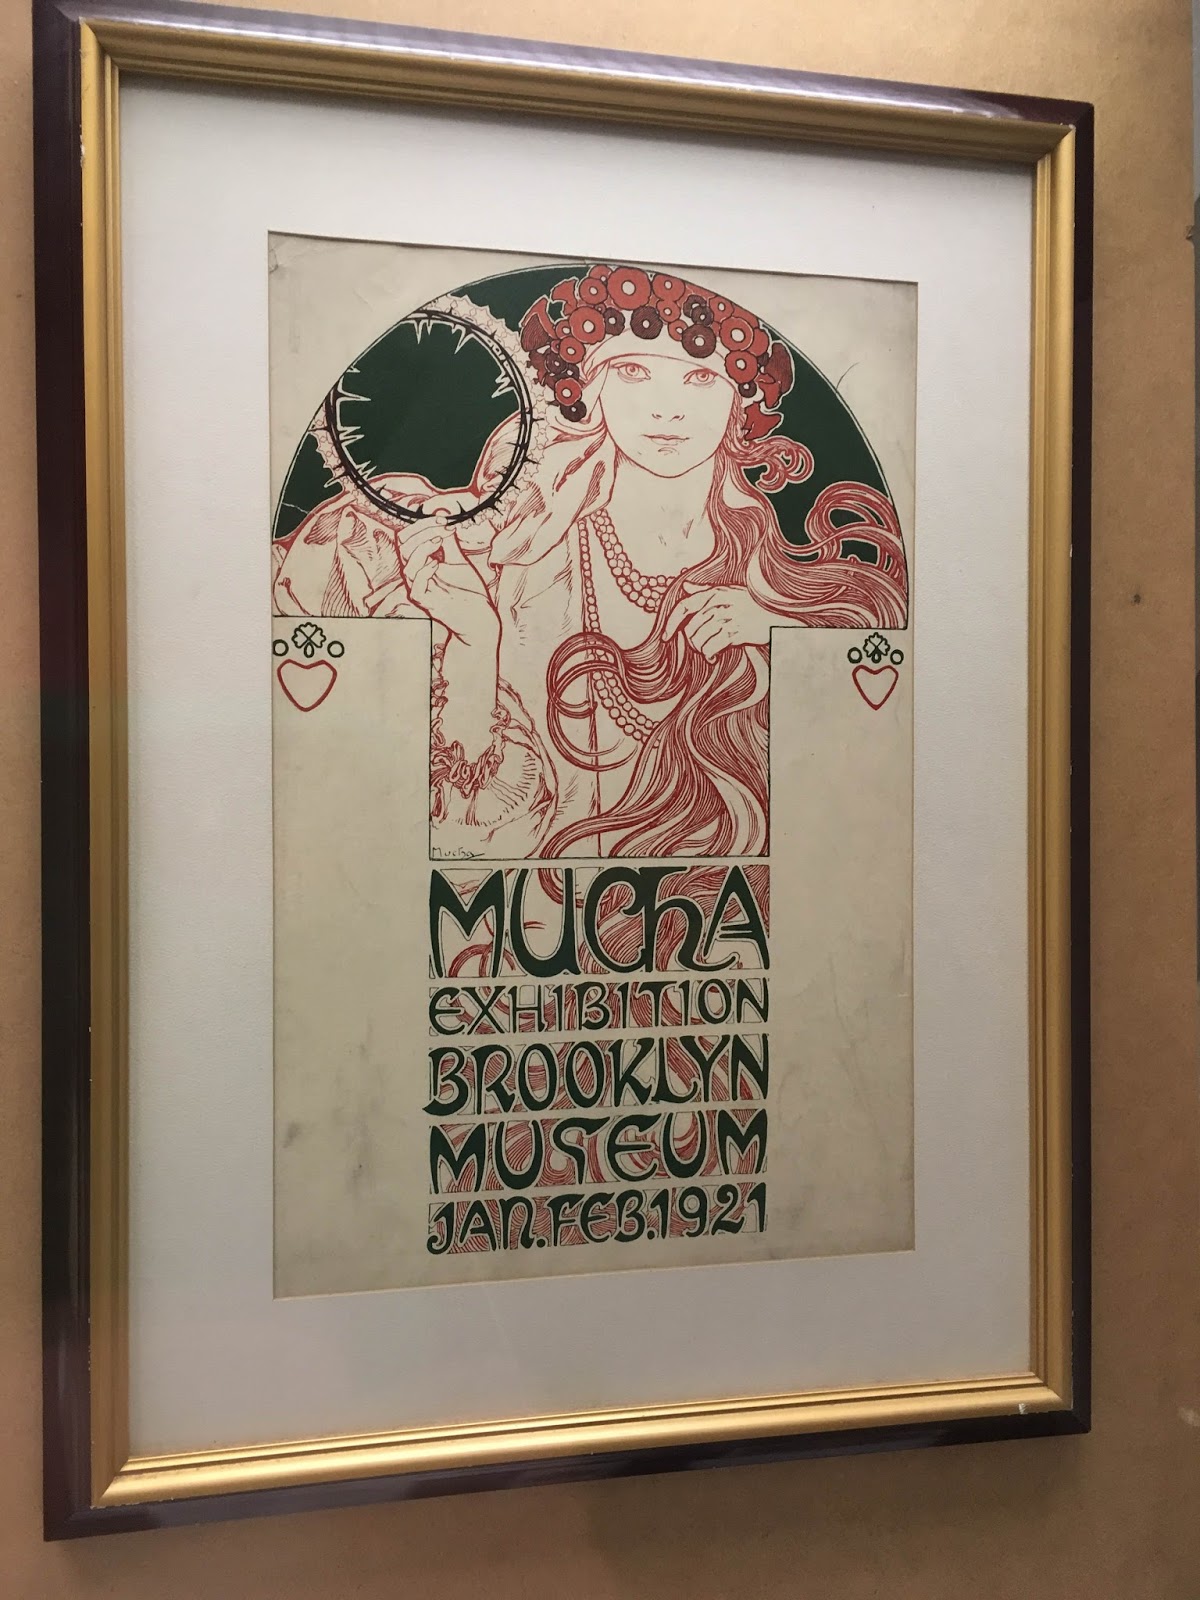 Mucha
MUCHA
EXHIBITION
BROOKLYN
MUSEUM
JAN.FEB.1921